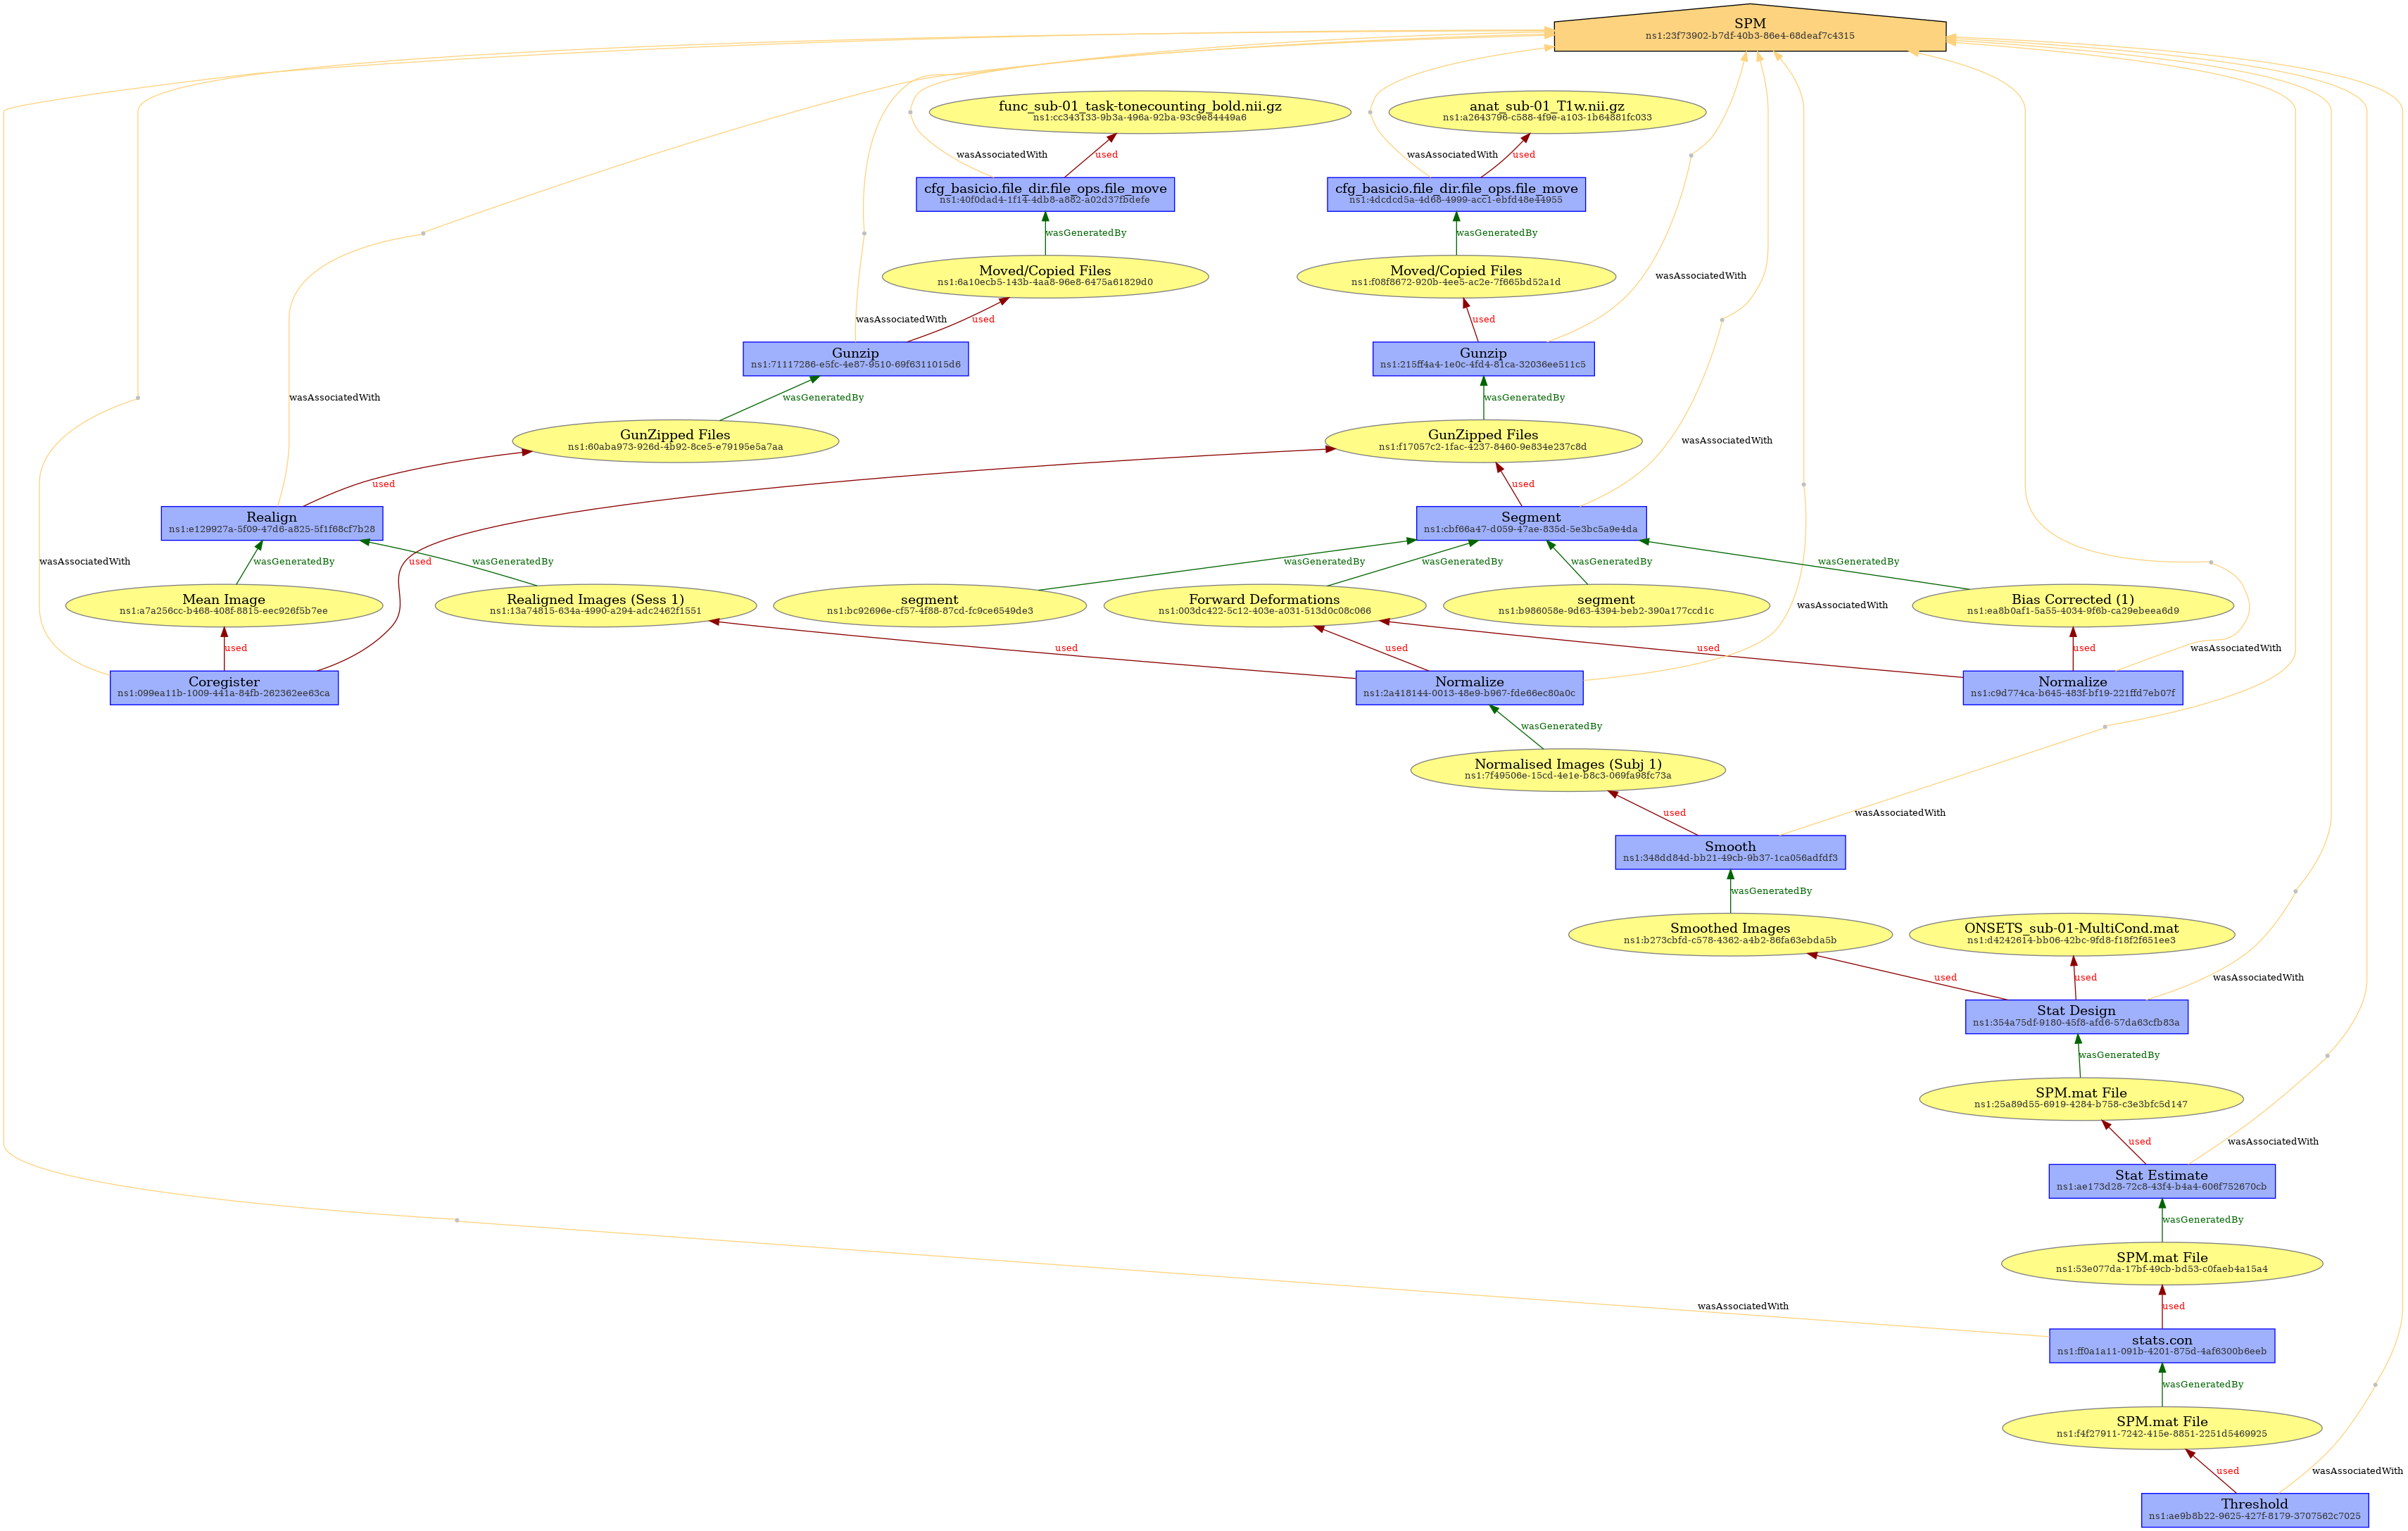 SPM
ns1:23f73902-b7df-40b3-86e4-68deaf7c4315
func_sub-01_task-tonecounting_bold.nii.gz
ns1:cc343133-9b3a-496a-92ba-93c9e84449a6
anat_sub-01_T1w.nii.gz
ns1:a2643796-c588-4f9e-a103-1b64881fc033
wasAssociatedWith
used
wasAssociatedWith
used
cfg_basicio.file_dir.file_ops.file_move
ns1:40f0dad4-1f14-4db8-a882-a02d37fbdefe
cfg_basicio.file_dir.file_ops.file_move
ns1:4dcdcd5a-4d68-4999-acc1-ebfd48e44955
wasGeneratedBy
wasGeneratedBy
Moved/Copied Files
ns1:6a10ecb5-143b-4aa8-96e8-6475a61829d0
Moved/Copied Files
ns1:f08f8672-920b-4ee5-ac2e-7f665bd52a1d
wasAssociatedWith
wasAssociatedWith
used
used
Gunzip
ns1:71117286-e5fc-4e87-9510-69f6311015d6
Gunzip
ns1:215ff4a4-1e0c-4fd4-81ca-32036ee511c5
wasAssociatedWith
wasGeneratedBy
wasGeneratedBy
GunZipped Files
ns1:60aba973-926d-4b92-8ce5-e79195e5a7aa
GunZipped Files
ns1:f17057c2-1fac-4237-8460-9e834e237c8d
wasAssociatedWith
used
used
Realign
ns1:e129927a-5f09-47d6-a825-5f1f68cf7b28
Segment
ns1:cbf66a47-d059-47ae-835d-5e3bc5a9e4da
wasAssociatedWith
wasGeneratedBy
used
wasGeneratedBy
wasGeneratedBy
wasGeneratedBy
wasGeneratedBy
wasGeneratedBy
Mean Image
ns1:a7a256cc-b468-408f-8815-eec926f5b7ee
Realigned Images (Sess 1)
ns1:13a74815-634a-4990-a294-adc2462f1551
segment
ns1:bc92696e-cf57-4f88-87cd-fc9ce6549de3
Forward Deformations
ns1:003dc422-5c12-403e-a031-513d0c08c066
segment
ns1:b986058e-9d63-4394-beb2-390a177ccd1c
Bias Corrected (1)
ns1:ea8b0af1-5a55-4034-9f6b-ca29ebeea6d9
wasAssociatedWith
used
used
used
used
used
wasAssociatedWith
Coregister
ns1:099ea11b-1009-441a-84fb-262362ee63ca
Normalize
ns1:2a418144-0013-48e9-b967-fde66ec80a0c
Normalize
ns1:c9d774ca-b645-483f-bf19-221ffd7eb07f
wasGeneratedBy
Normalised Images (Subj 1)
ns1:7f49506e-15cd-4e1e-b8c3-069fa98fc73a
used
wasAssociatedWith
Smooth
ns1:348dd84d-bb21-49cb-9b37-1ca056adfdf3
wasGeneratedBy
Smoothed Images
ns1:b273cbfd-c578-4362-a4b2-86fa63ebda5b
ONSETS_sub-01-MultiCond.mat
ns1:d4242614-bb06-42bc-9fd8-f18f2f651ee3
used
used
wasAssociatedWith
Stat Design
ns1:354a75df-9180-45f8-afd6-57da63cfb83a
wasGeneratedBy
SPM.mat File
ns1:25a89d55-6919-4284-b758-c3e3bfc5d147
used
wasAssociatedWith
Stat Estimate
ns1:ae173d28-72c8-43f4-b4a4-606f752670cb
wasGeneratedBy
SPM.mat File
ns1:53e077da-17bf-49cb-bd53-c0faeb4a15a4
wasAssociatedWith
used
stats.con
ns1:ff0a1a11-091b-4201-875d-4af6300b6eeb
wasGeneratedBy
SPM.mat File
ns1:f4f27911-7242-415e-8851-2251d5469925
used
wasAssociatedWith
Threshold
ns1:ae9b8b22-9625-427f-8179-3707562c7025